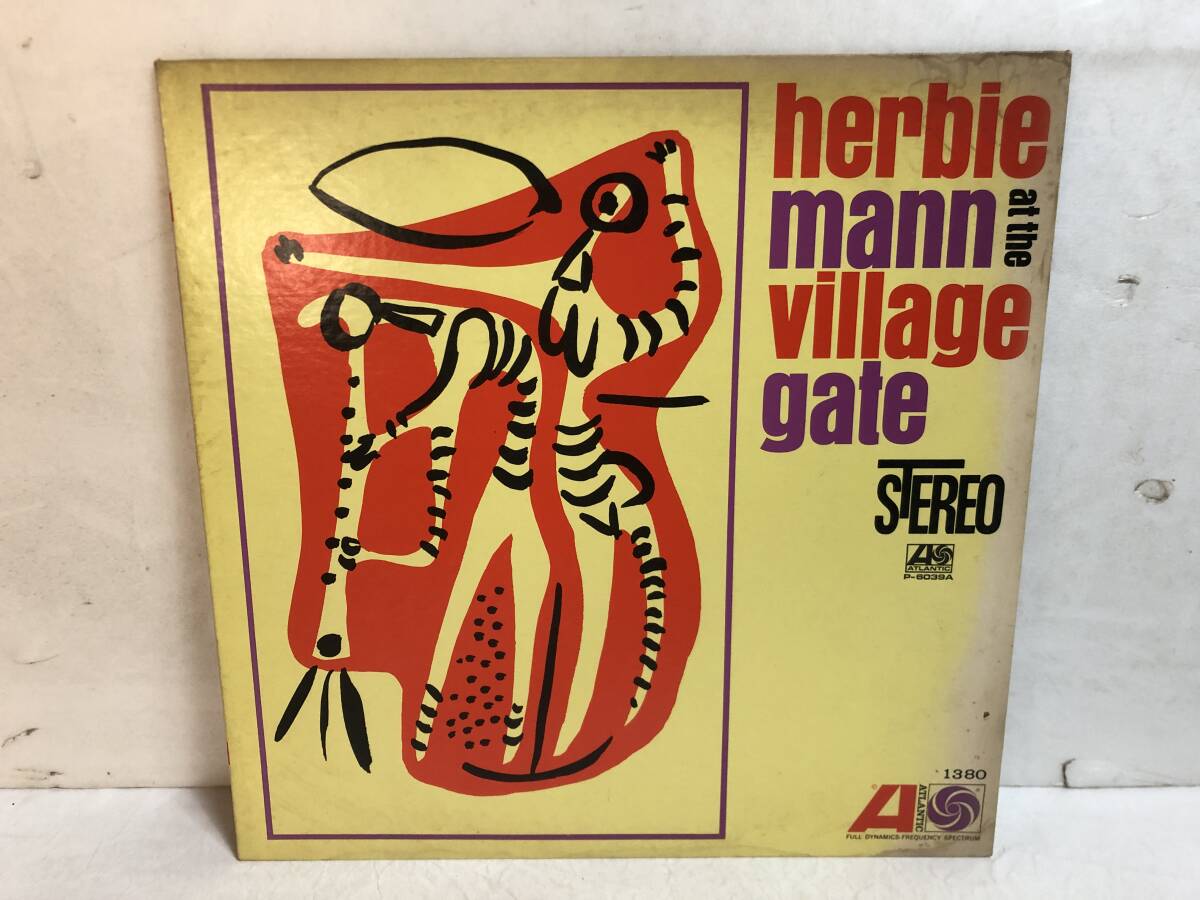 herbie
mann
at the
village
gate
STEREO
ATLANTIC
P-6039A
1380
A
ATLANTIC
FULL DYNAMICS-FREQUENCY SPECTRUM